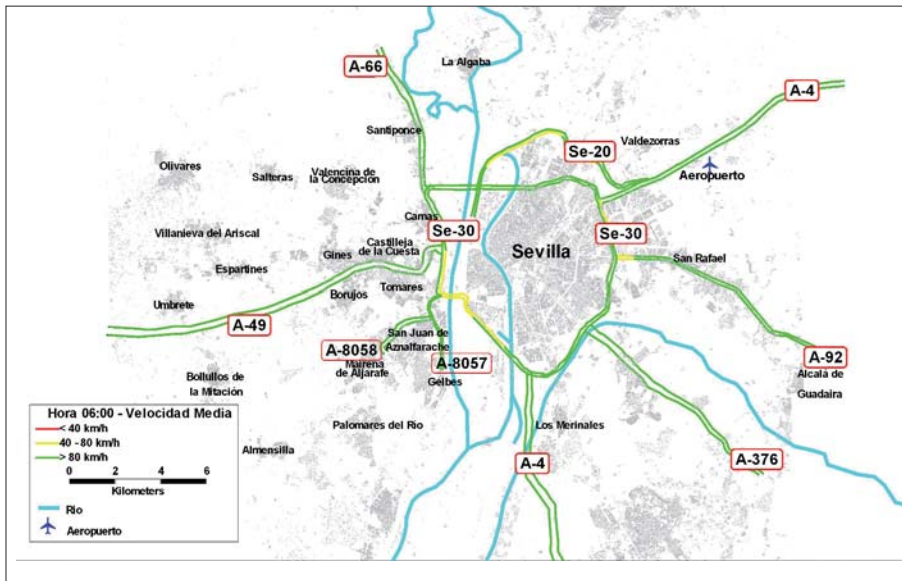 La Algaba
A-66
A-4
Santiponce
Se-20
Valdezorras
Olivares
Salteras
Valencina de
la Concepción
Aeropuerto
Camas
Se-30
Se-30
Villanieva del Ariscal
Castilleja
de la Cuesta
Gines
Sevilla
San Rafael
Espartines
Umbrete
Borujos
Tomares
A-49
San Juan de
Aznalfarache
A-8058
A-8057
A-92
Mairena
de Aljarafe
Gelbes
Alcalá de
Guadaira
Bollullos de
la Mitación
Hora 06:00 - Velocidad Media
< 40 km/h
40 - 80 km/h
> 80 km/h
0 2 4 6
Kilometers
Rio
Aeropuerto
Palomares del Rio
Los Merinales
Almensilla
A-4
A-376